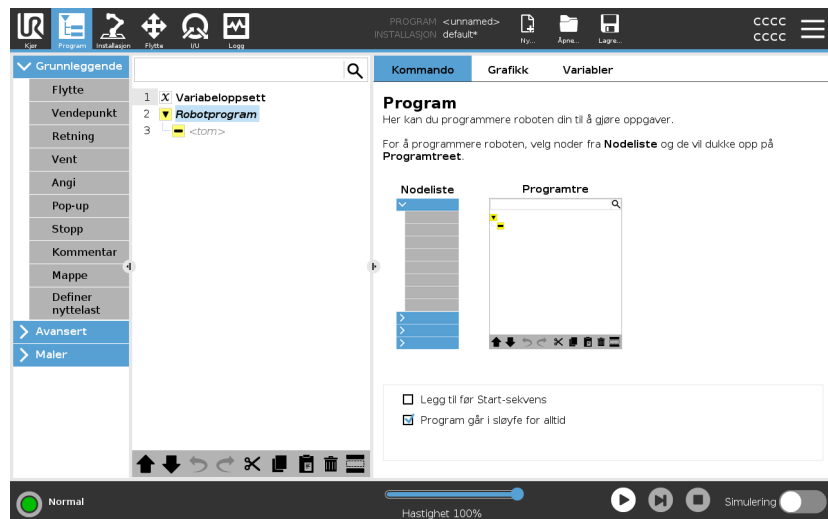 PROGRAM <unnamed>
INSTALLASJON default*
CCCC
CCCC
Kjør
Program
Installasjon
Flytte
I/U
Logg
Ny...
Åpne...
Lagre...
Grunnleggende
Flytte
Vendepunkt
Retning
Vent
Angi
Pop-up
Stopp
Kommentar
Mappe
Definer
nyttelast
Avansert
Maler
1 X Variabeloppsett
2 Robotprogram
3 <tom>
Kommando
Grafikk
Variabler
Program
Her kan du programmere roboten din til å gjøre oppgaver.
For å programmere roboten, velg noder fra Nodeliste og de vil dukke opp på
Programtreet.
Nodeliste
Programtre
Legg til før Start-sekvens
Program går i sløyfe for alltid
Normal
Hastighet 100%
Simulering